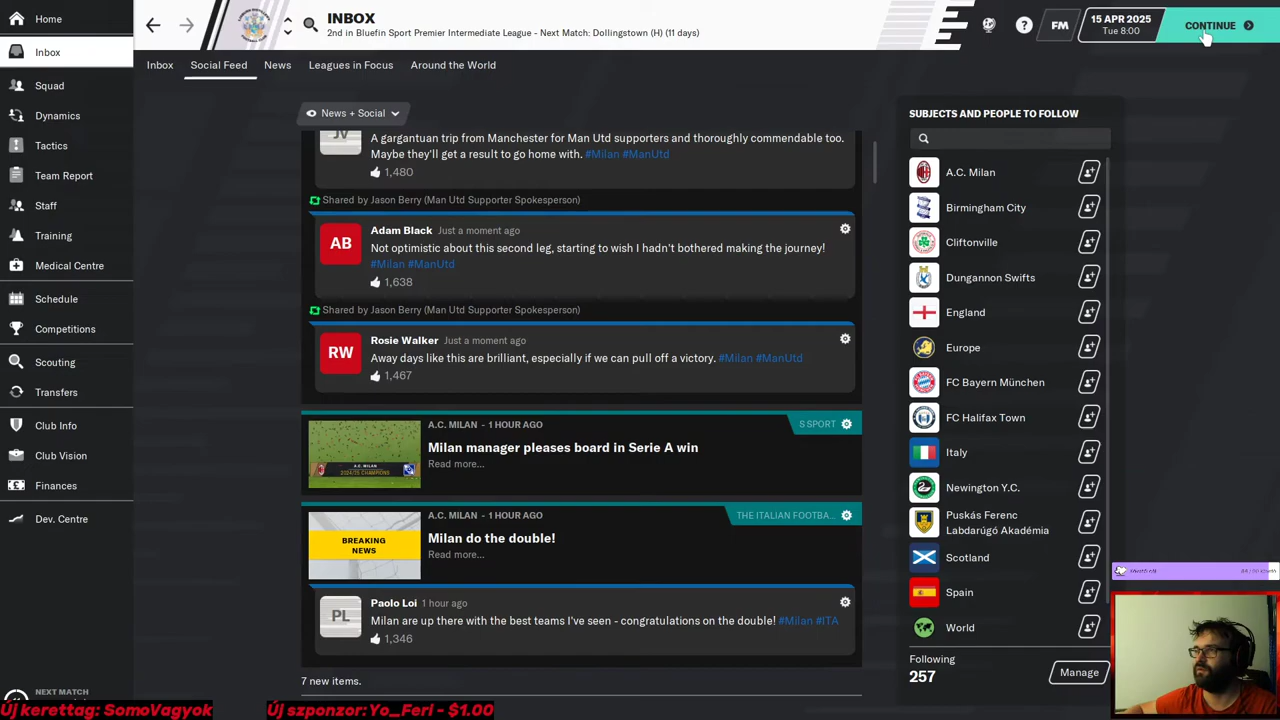 Home
INBOX
2nd in Bluefin Sport Premier Intermediate League - Next Match: Dollingstown (H) (11 days)
FM
15 APR 2025
Tue 8:00
CONTINUE
Inbox
Squad
Dynamics
Tactics
Team Report
Staff
Training
Medical Centre
Schedule
Competitions
Scouting
Transfers
Club Info
Club Vision
Finances
Dev. Centre
NEXT MATCH
Inbox
Social Feed
News
Leagues in Focus
Around the World
News + Social
JV
A gargantuan trip from Manchester for Man Utd supporters and thoroughly commendable too.
Maybe they'll get a result to go home with. #Milan #ManUtd
1,480
Shared by Jason Berry (Man Utd Supporter Spokesperson)
AB
Adam Black Just a moment ago
Not optimistic about this second leg, starting to wish I hadn't bothered making the journey!
#Milan #ManUtd
1,638
Shared by Jason Berry (Man Utd Supporter Spokesperson)
RW
Rosie Walker Just a moment ago
Away days like this are brilliant, especially if we can pull off a victory. #Milan #ManUtd
1,467
A.C. MILAN - 1 HOUR AGO
S SPORT
Milan manager pleases board in Serie A win
Read more...
A.C. MILAN
2024/25 CHAMPIONS
A.C. MILAN - 1 HOUR AGO
THE ITALIAN FOOTBA...
BREAKING
NEWS
Milan do the double!
Read more...
PL
Paolo Loi 1 hour ago
Milan are up there with the best teams I've seen - congratulations on the double! #Milan #ITA
1,346
7 new items.
SUBJECTS AND PEOPLE TO FOLLOW
A.C. Milan
Birmingham City
Cliftonville
Dungannon Swifts
England
Europe
FC Bayern München
FC Halifax Town
Italy
Newington Y.C.
Puskás Ferenc
Labdarúgó Akadémia
Scotland
Spain
World
Following
257
Manage
Új kerettag: SomoVagyok
Új szponzor: Yo_Feri - $1.00